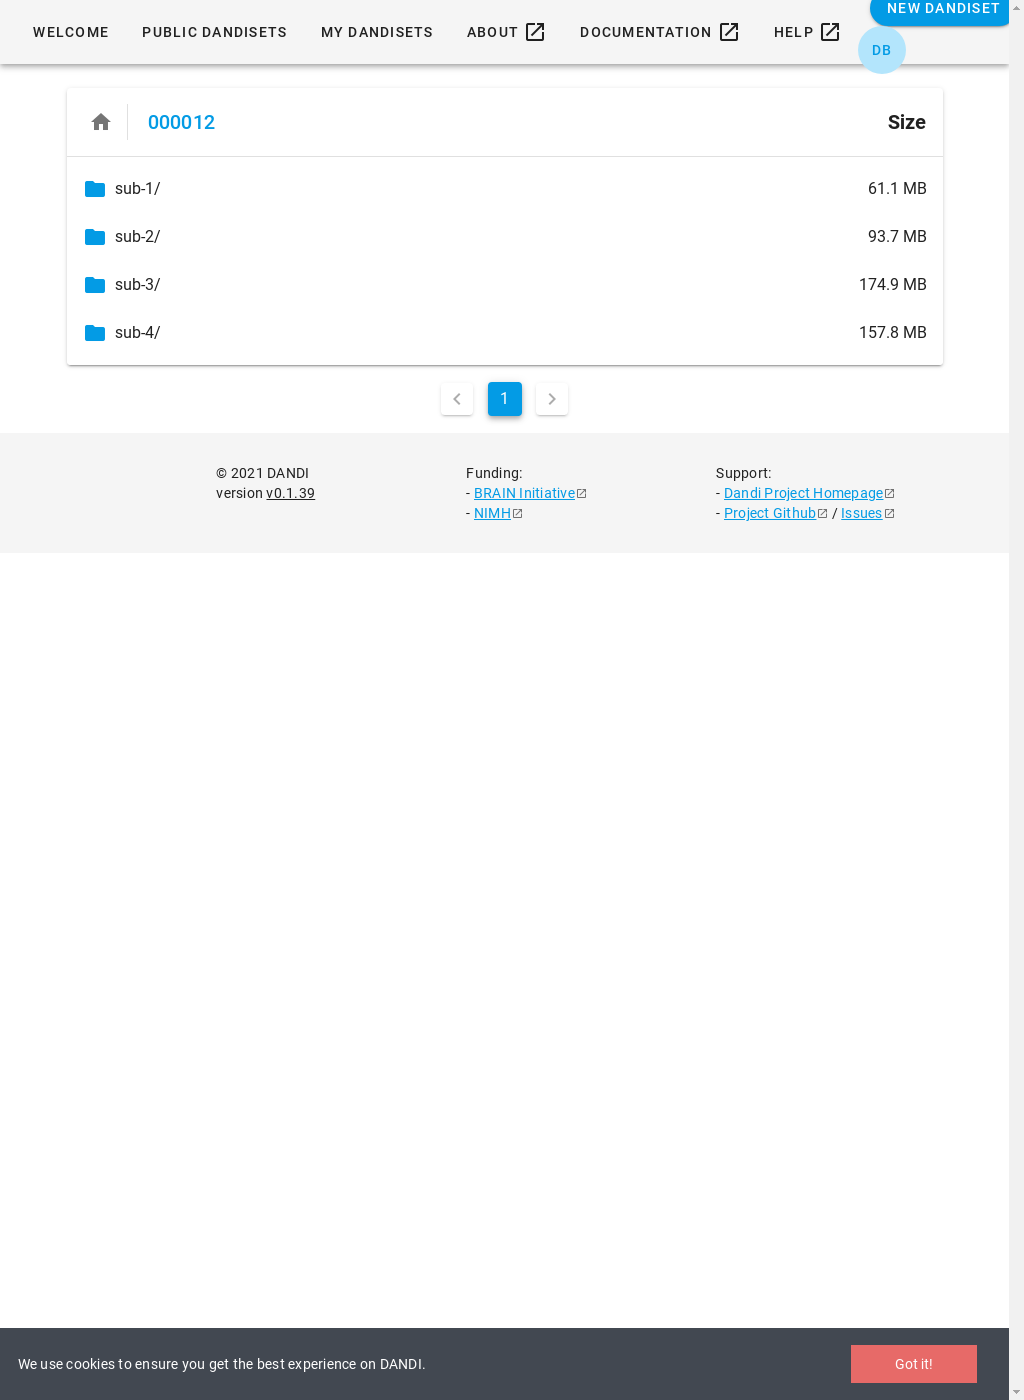 NEW DANDISET
WELCOME PUBLIC DANDISETS MY DANDISETS ABOUT DOCUMENTATION HELP
DB
000012 Size
sub-1/ 61.1 MB
sub-2/ 93.7 MB
sub-3/ 174.9 MB
sub-4/ 157.8 MB
1
© 2021 DANDI
version v0.1.39
Funding:
- BRAIN Initiative
- NIMH
Support:
- Dandi Project Homepage
- Project Github / Issues
We use cookies to ensure you get the best experience on DANDI.
Got it!